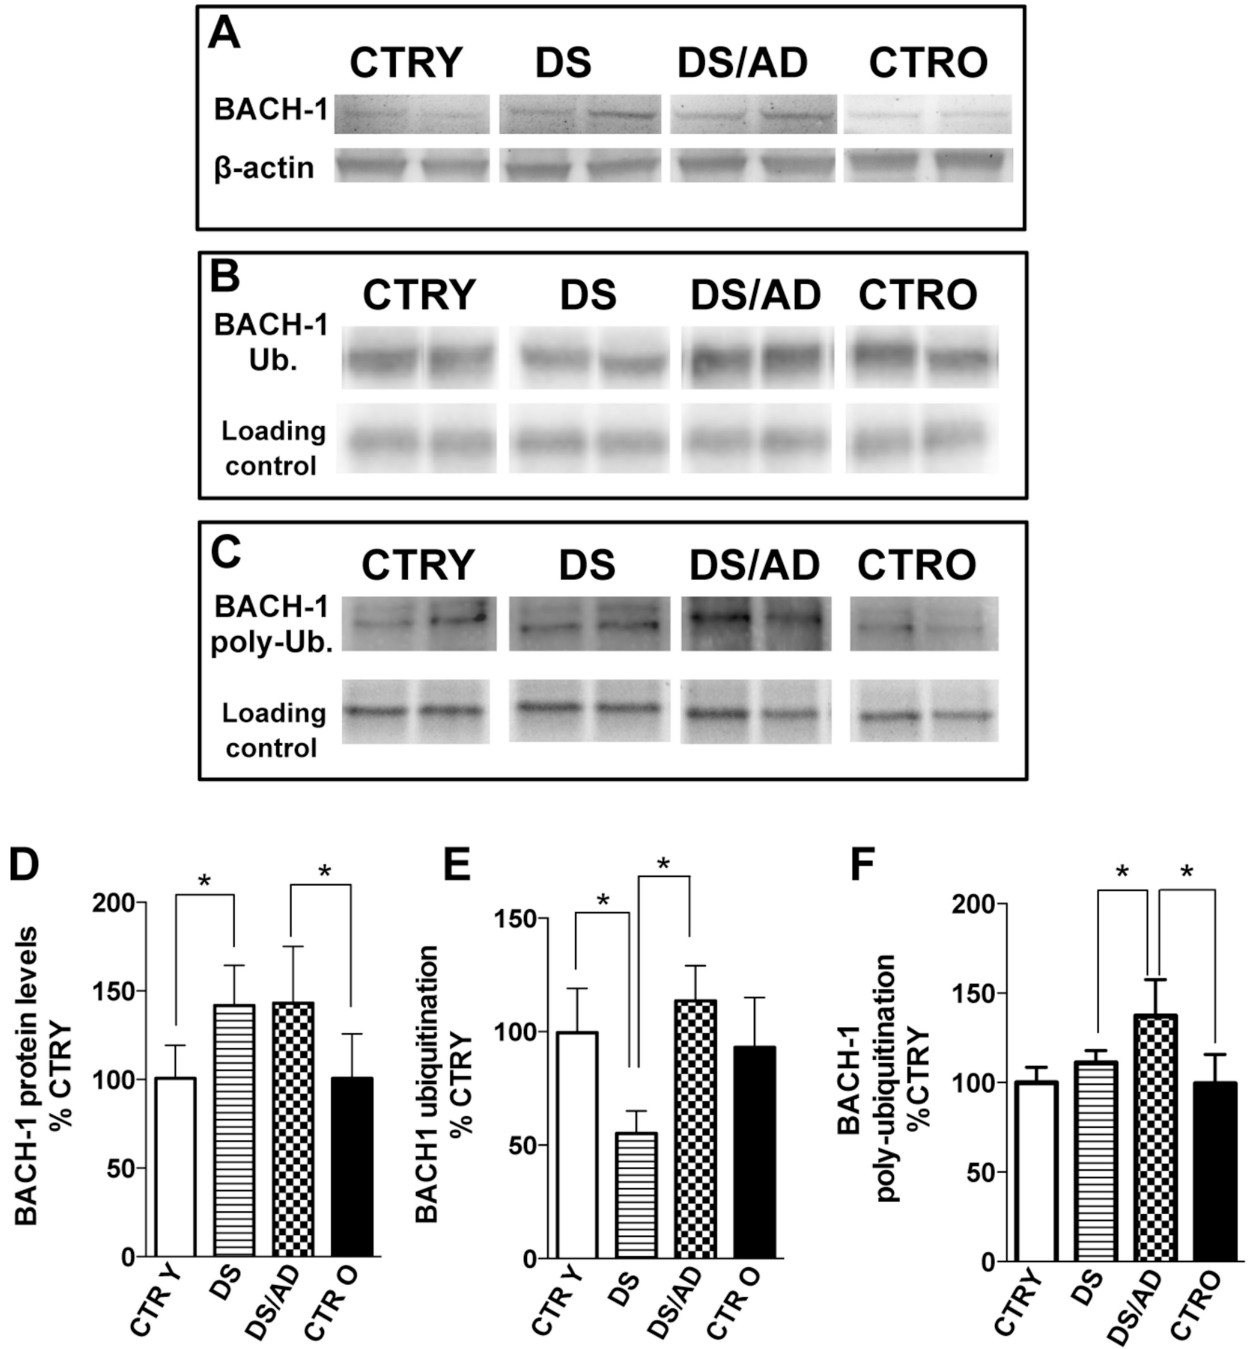 A
CTRY DS DS/AD CTRO
BACH-1
β-actin
B
CTRY DS DS/AD CTRO
BACH-1
Ub.
Loading
control
C
CTRY DS DS/AD CTRO
BACH-1
poly-Ub.
Loading
control
D
BACH-1 protein levels
% CTRY
200
150
100
50
0
*
*
CTR Y
DS
DS/AD
CTR O
E
BACH1 ubiquitination
% CTRY
150
100
50
0
*
*
CTR Y
DS
DS/AD
CTR O
F
BACH-1
poly-ubiquitination
%CTRY
200
150
100
50
0
*
*
CTRY
DS
DS/AD
CTRO